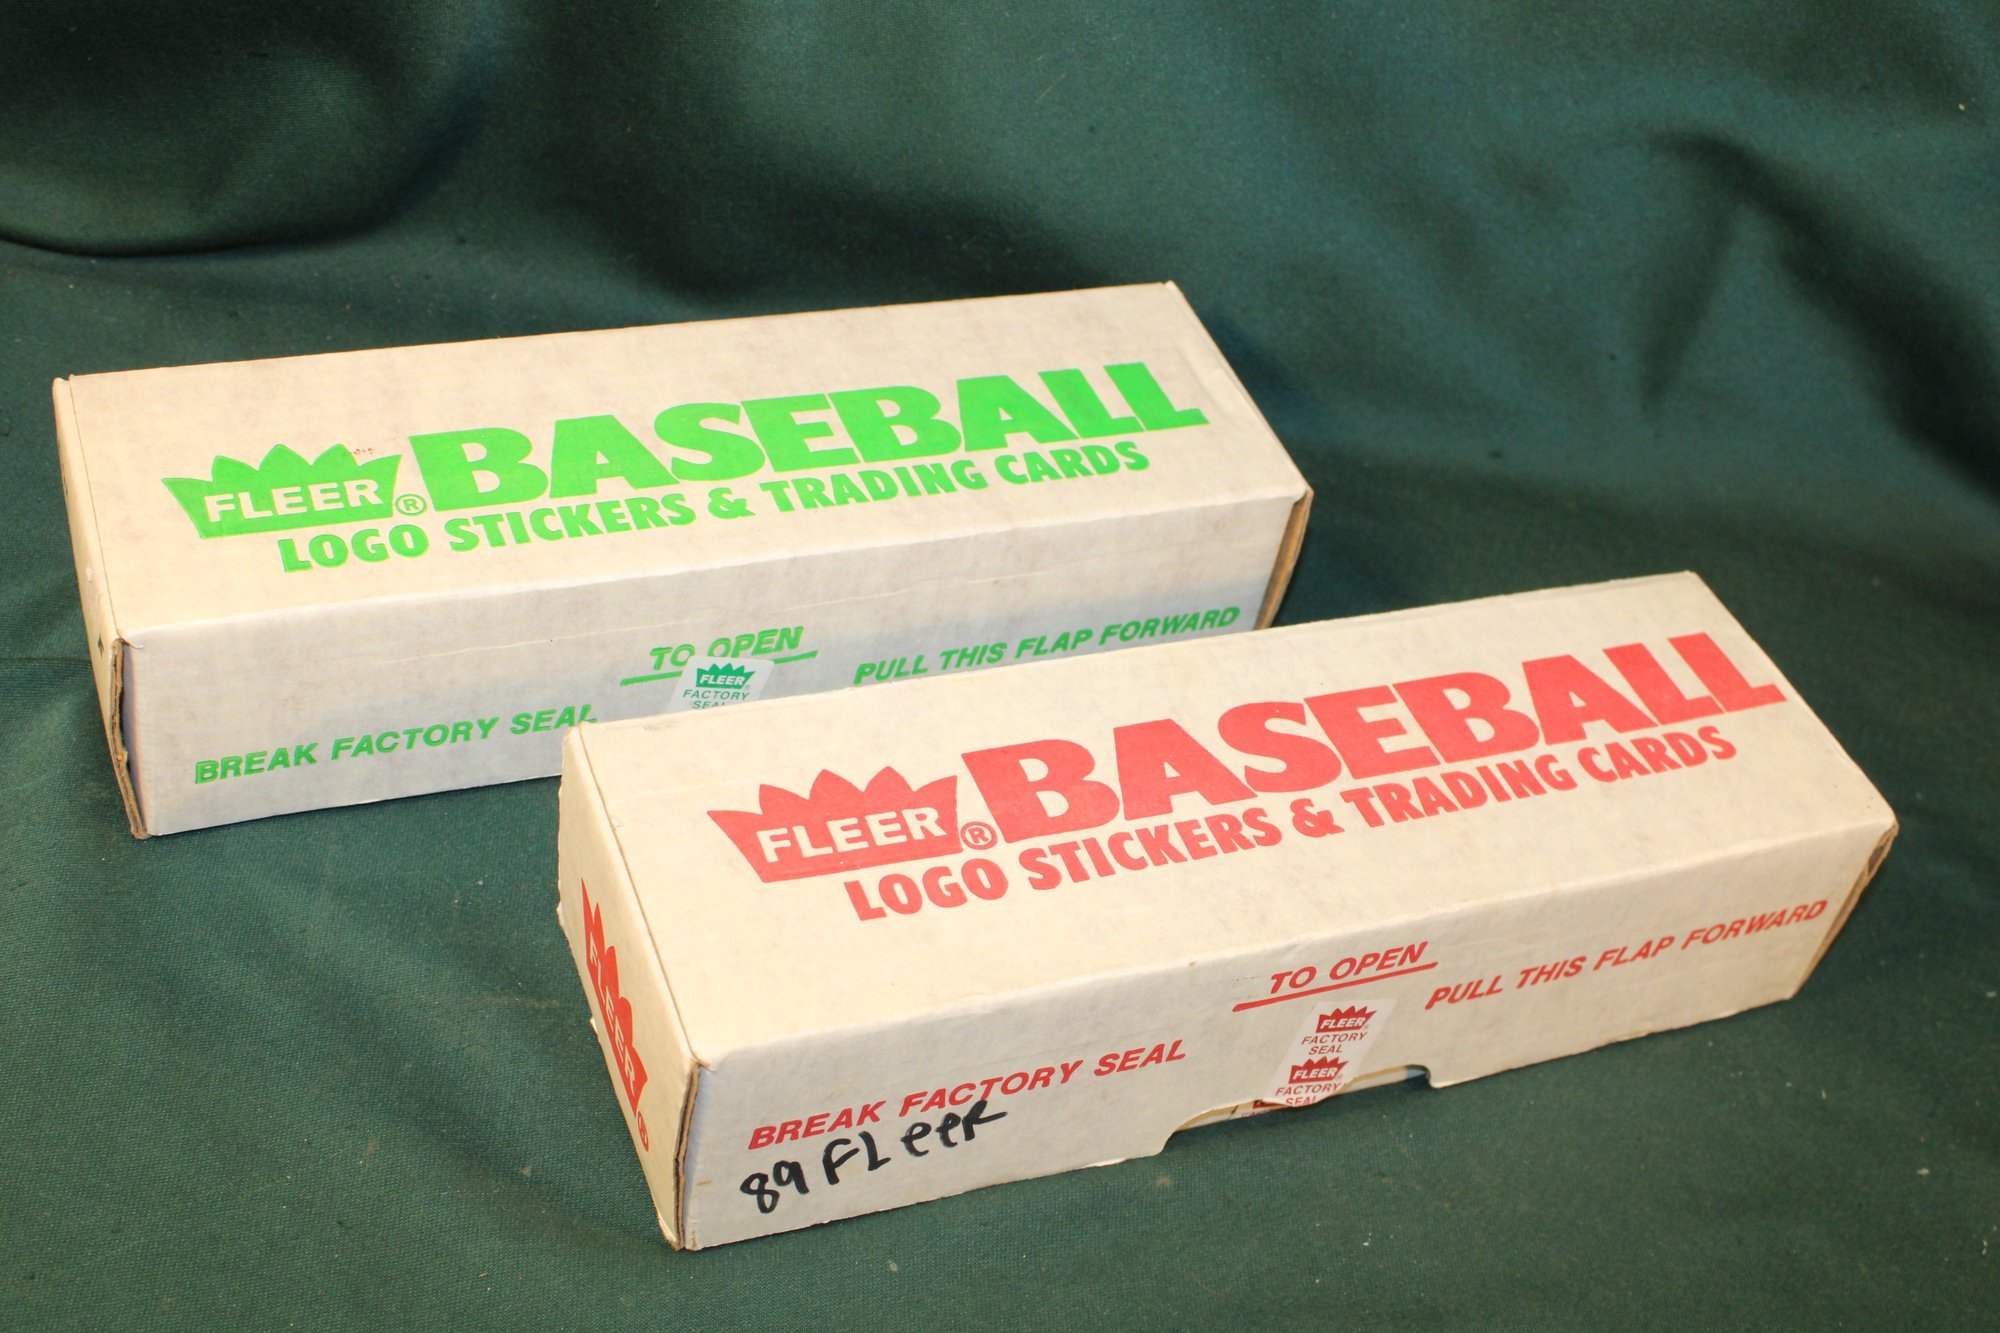 FLEER® BASEBALL
LOGO STICKERS & TRADING CARDS
TO OPEN
BREAK FACTORY SEAL
PULL THIS FLAP FORWARD
FLEER®
FACTORY
SEAL
FLEER® BASEBALL
LOGO STICKERS & TRADING CARDS
FLEER®
TO OPEN
BREAK FACTORY SEAL
PULL THIS FLAP FORWARD
FLEER®
FACTORY
SEAL
FLEER®
FACTORY
SEAL
89 FLeeR